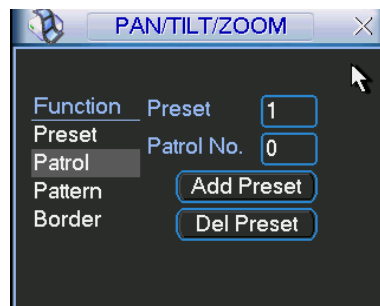 PAN/TILT/ZOOM
Function
Preset
Patrol
Pattern
Border
Preset 1
Patrol No. 0
Add Preset
Del Preset